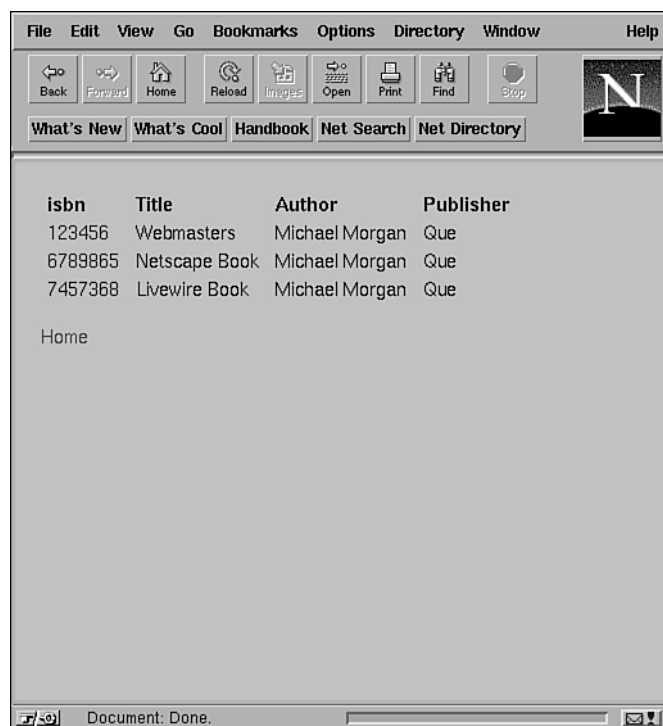 File Edit View Go Bookmarks Options Directory Window Help
Back Forward Home Reload Images Open Print Find Stop
N
What's New What's Cool Handbook Net Search Net Directory
isbn Title Author Publisher
123456 Webmasters Michael Morgan Que
6789865 Netscape Book Michael Morgan Que
7457368 Livewire Book Michael Morgan Que
Home
Document: Done.